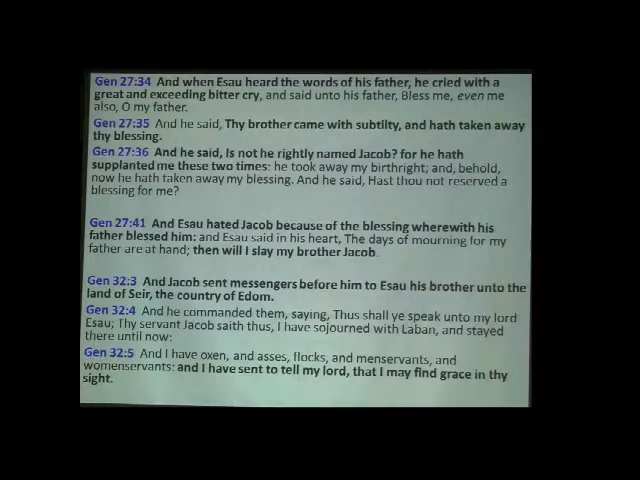 Gen 27:34 And when Esau heard the words of his father, he cried with a
great and exceeding bitter cry, and said unto his father, Bless me, even me
also, O my father.
Gen 27:35 And he said, Thy brother came with subtilty, and hath taken away
thy blessing.
Gen 27:36 And he said, Is not he rightly named Jacob? for he hath
supplanted me these two times: he took away my birthright; and, behold,
now he hath taken away my blessing. And he said, Hast thou not reserved a
blessing for me?
Gen 27:41 And Esau hated Jacob because of the blessing wherewith his
father blessed him: and Esau said in his heart, The days of mourning for my
father are at hand; then will I slay my brother Jacob.
Gen 32:3 And Jacob sent messengers before him to Esau his brother unto the
land of Seir, the country of Edom.
Gen 32:4 And he commanded them, saying, Thus shall ye speak unto my lord
Esau; Thy servant Jacob saith thus, I have sojourned with Laban, and stayed
there until now:
Gen 32:5 And I have oxen, and asses, flocks, and menservants, and
womenservants: and I have sent to tell my lord, that I may find grace in thy
sight.